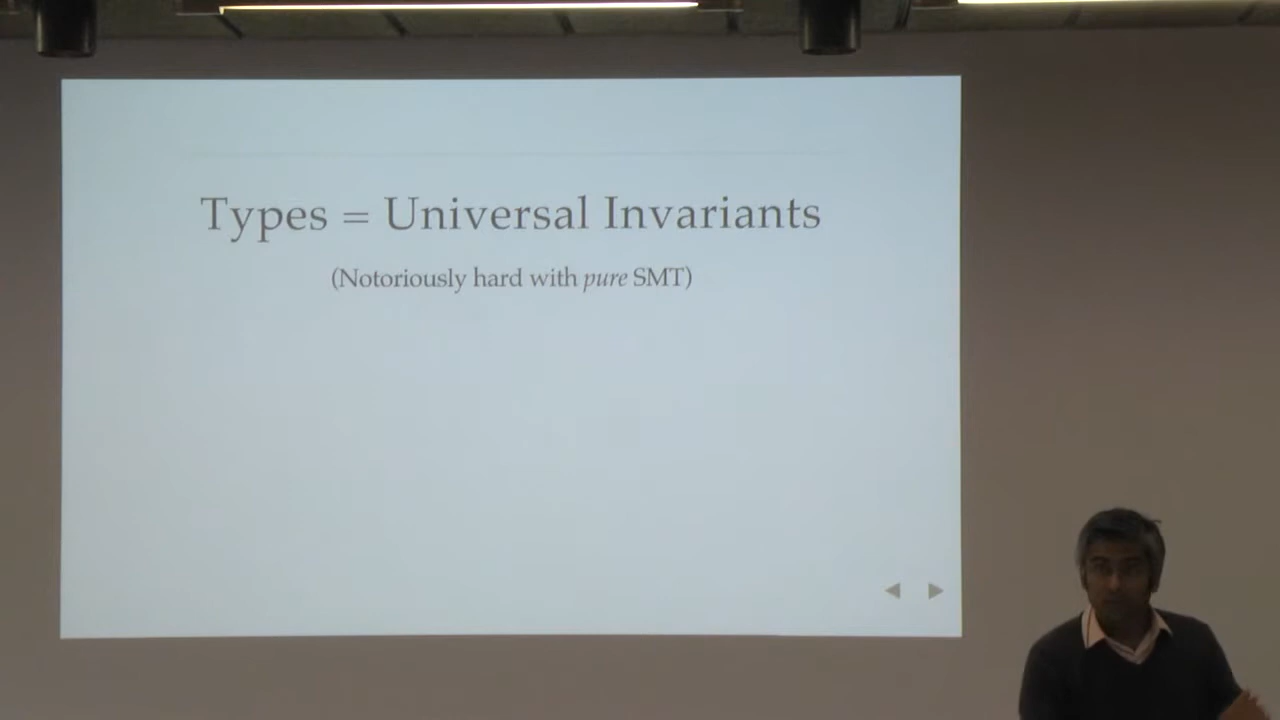 Types = Universal Invariants
(Notoriously hard with pure SMT)